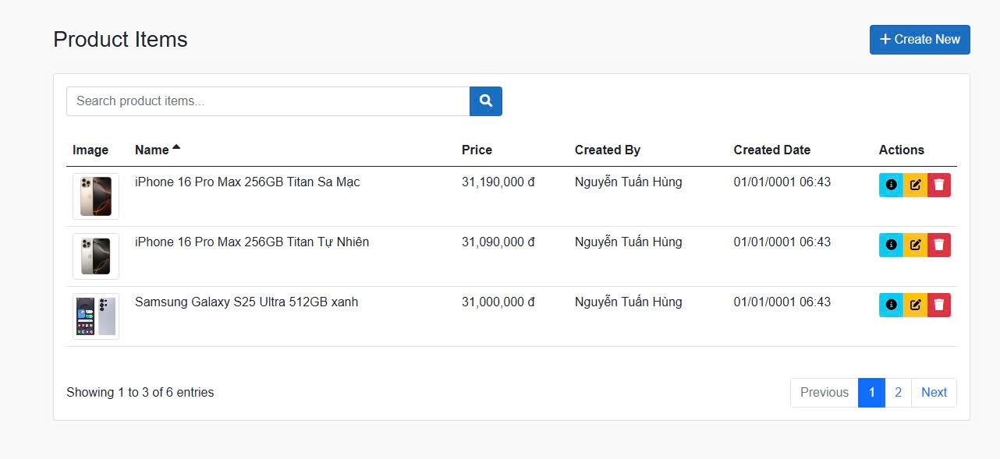 Product Items
Create New
Search product items...
Image Name Price Created By Created Date Actions
iPhone 16 Pro Max 256GB Titan Sa Mạc 31,190,000 đ Nguyễn Tuấn Hùng 01/01/0001 06:43
iPhone 16 Pro Max 256GB Titan Tự Nhiên 31,090,000 đ Nguyễn Tuấn Hùng 01/01/0001 06:43
Samsung Galaxy S25 Ultra 512GB xanh 31,000,000 đ Nguyễn Tuấn Hùng 01/01/0001 06:43
Showing 1 to 3 of 6 entries
Previous 1 2 Next